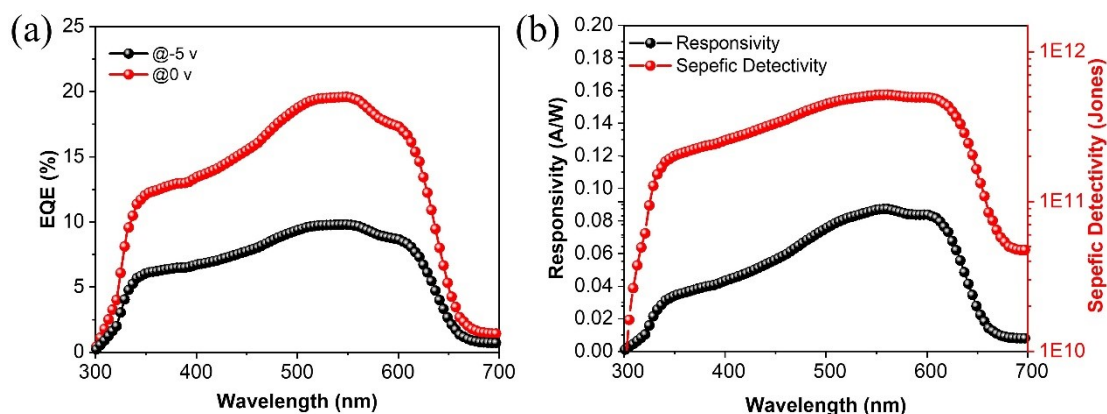 (a)
25
20
15
10
5
0
EQE (%)
@-5 v
@0 v
300
400
500
600
700
Wavelength (nm)
(b)
0.20
0.18
0.16
0.14
0.12
0.10
0.08
0.06
0.04
0.02
0.00
Responsivity (A/W)
Responsivity
Sepefic Detectivity
1E12
1E11
1E10
Sepefic Detectivity (Jones)
300
400
500
600
700
Wavelength (nm)